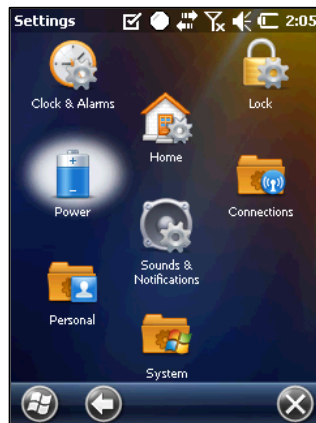 Settings 2:05
Clock & Alarms
Lock
Home
Power
Connections
Sounds &
Notifications
Personal
System